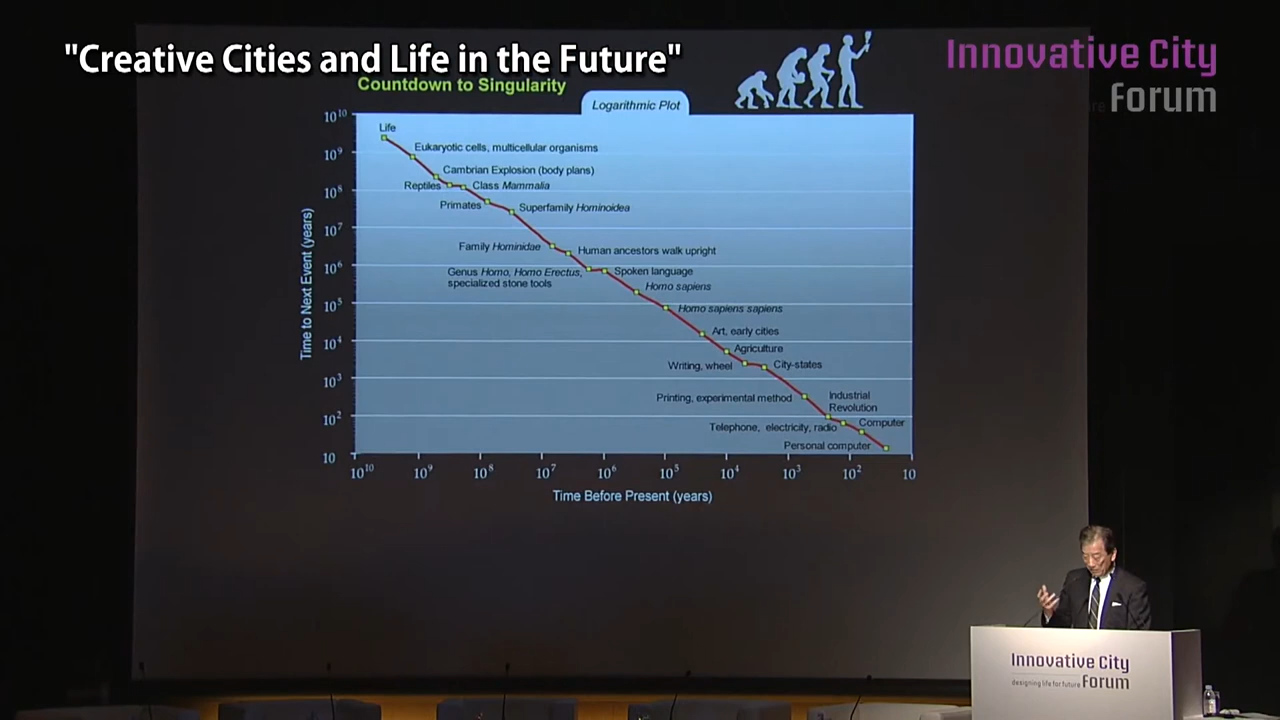 "Creative Cities and Life in the Future"
Innovative City
Forum
Countdown to Singularity
Logarithmic Plot
10¹⁰
Life
10⁹
Eukaryotic cells, multicellular organisms
Cambrian Explosion (body plans)
10⁸
Reptiles
Class Mammalia
Primates
Superfamily Hominoidea
10⁷
Family Hominidae
Human ancestors walk upright
10⁶
Genus Homo, Homo Erectus,
specialized stone tools
Spoken language
Homo sapiens
10⁵
Homo sapiens sapiens
Art, early cities
10⁴
Agriculture
Writing, wheel
City-states
10³
Printing, experimental method
Industrial
Revolution
10²
Telephone, electricity, radio
Computer
Personal computer
10
Time to Next Event (years)
10¹⁰ 10⁹ 10⁸ 10⁷ 10⁶ 10⁵ 10⁴ 10³ 10² 10
Time Before Present (years)
Innovative City
designing life for future Forum